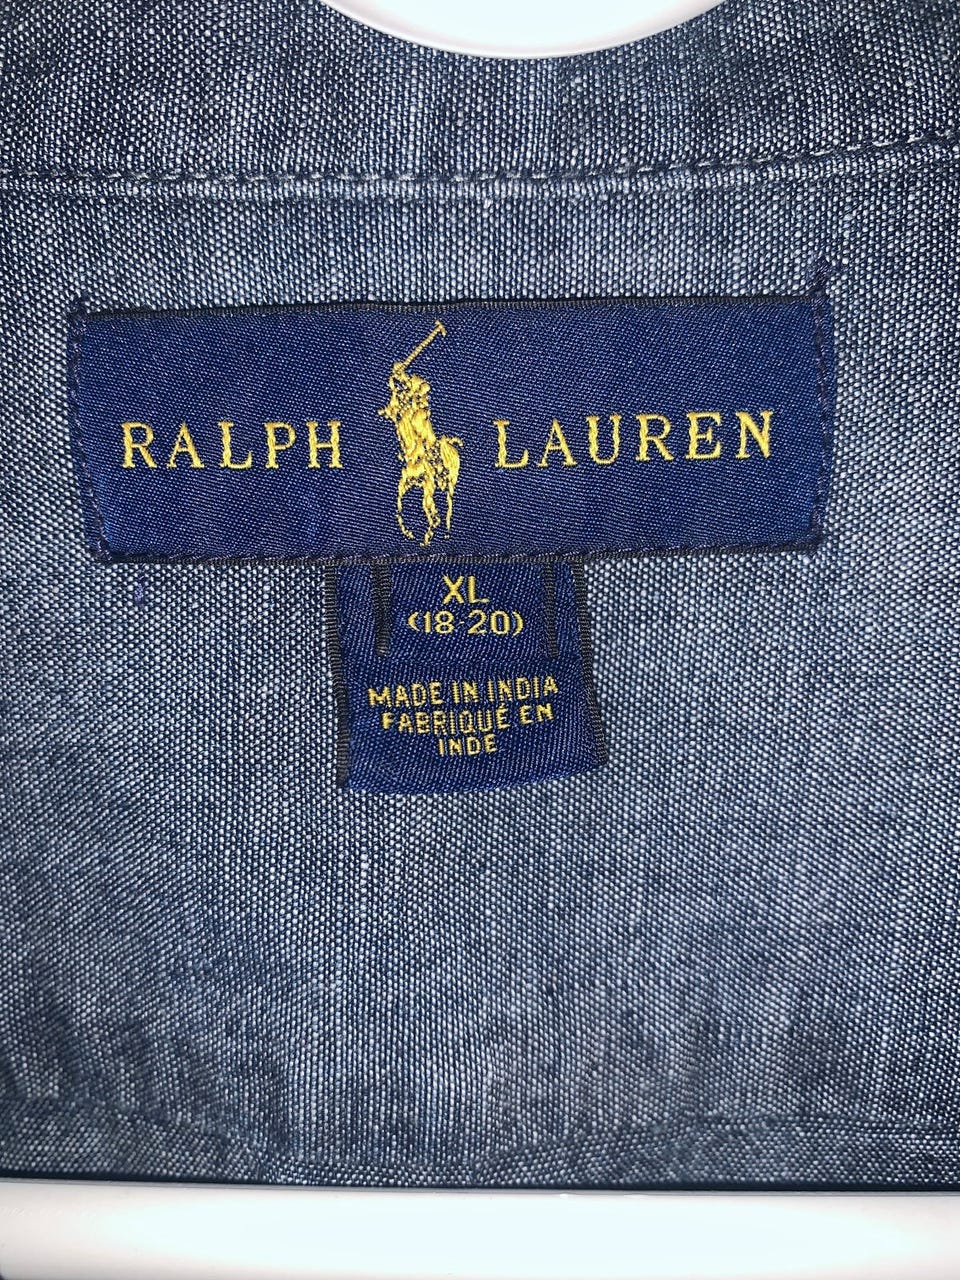 RALPH LAUREN
XL
(18-20)
MADE IN INDIA
FABRIQUÉ EN
INDE